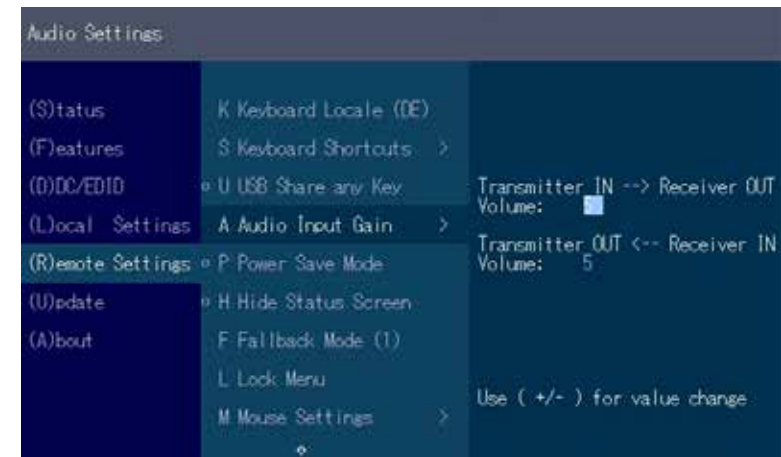 Audio Settings
(S)tatus
(F)eatures
(D)DC/EDID
(L)ocal Settings
(R)emote Settings
(U)pdate
(A)bout
K Keyboard Locale (DE)
S Keyboard Shortcuts >
U USB Share any Key
A Audio Input Gain >
P Power Save Mode
H Hide Status Screen
F Fallback Mode (1)
L Lock Menu
M Mouse Settings >
Transmitter IN --> Receiver OUT
Volume:
Transmitter OUT <-- Receiver IN
Volume: 5
Use ( +/- ) for value change